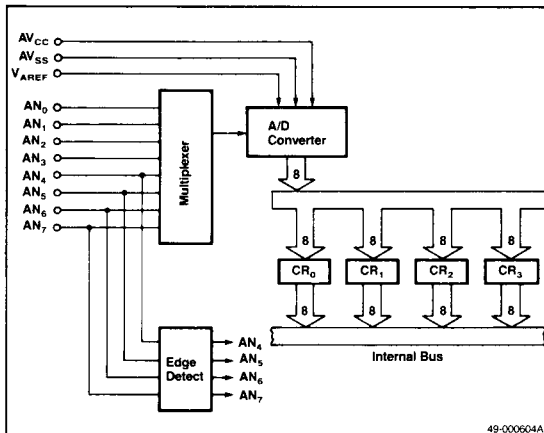 AVCC
AVSS
VAREF
AN0
AN1
AN2
AN3
AN4
AN5
AN6
AN7
Multiplexer
A/D
Converter
8
8 8 8 8
CR0 CR1 CR2 CR3
8 8 8 8
Internal Bus
Edge
Detect
AN4
AN5
AN6
AN7
49-000604A